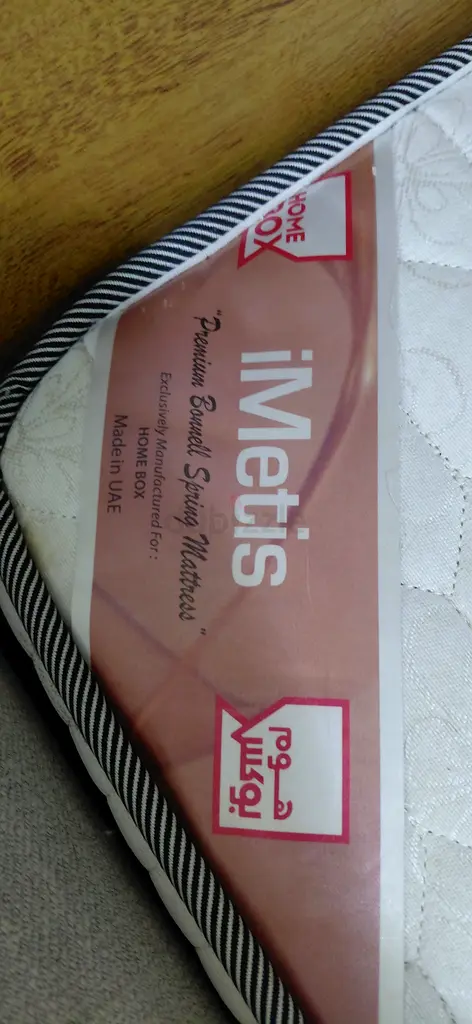 HOME
BOX
iMetis
"Premium Bonnell Spring Mattress"
Exclusively Manufactured For :
HOME BOX
Made in UAE
هوم
بوكس